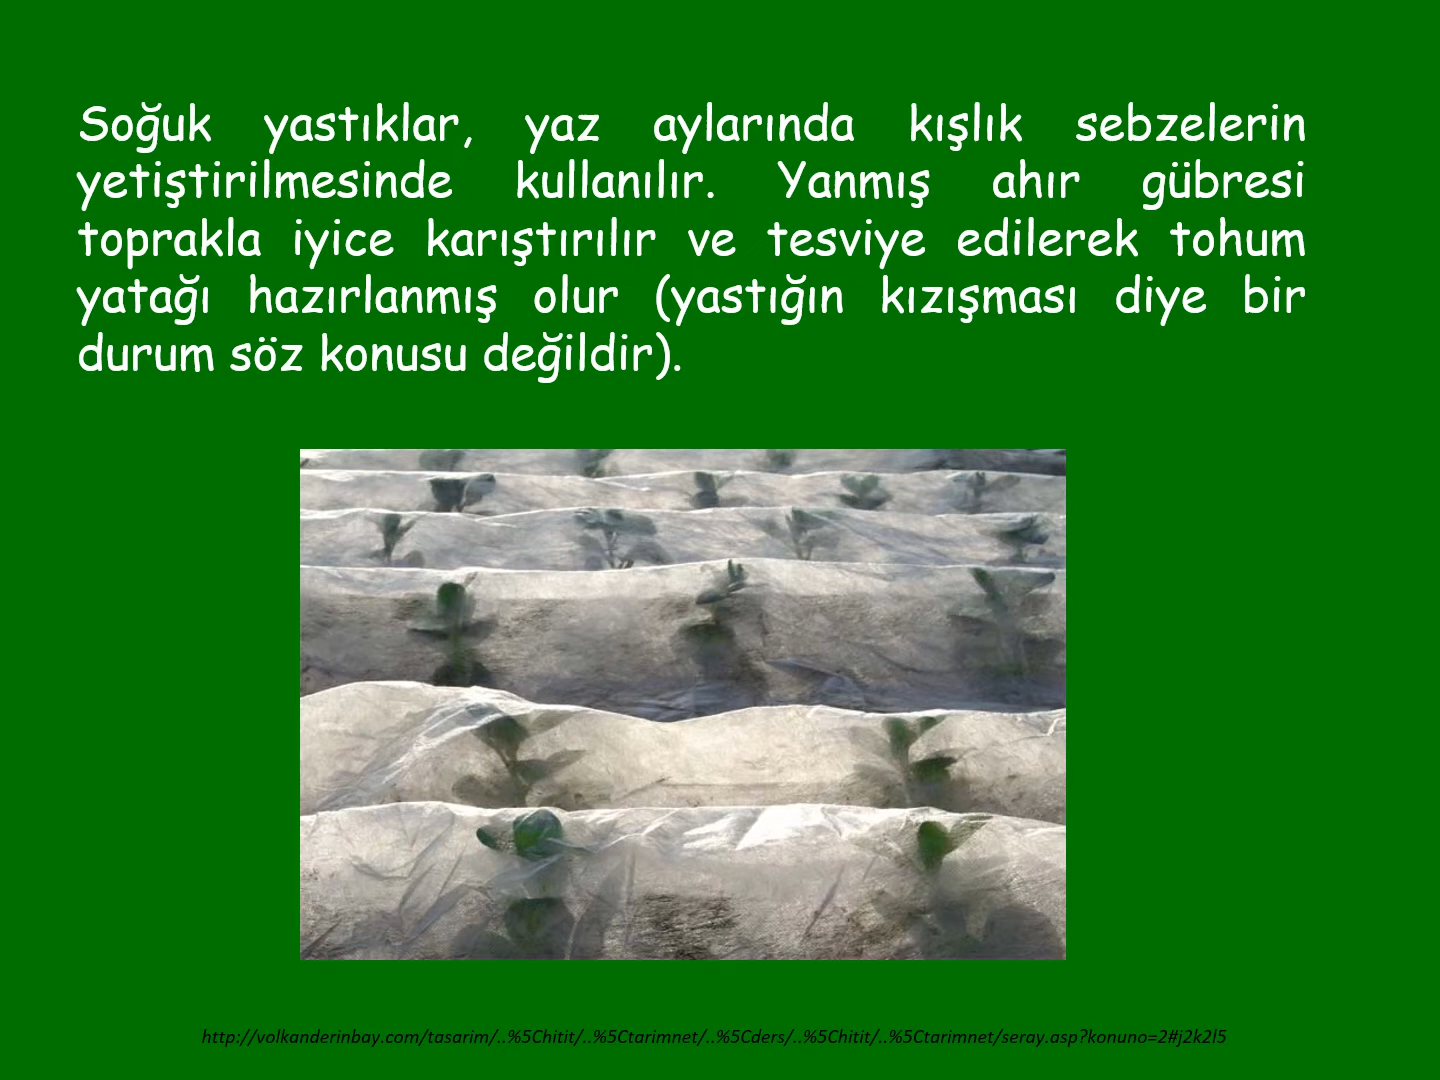 Soğuk yastıklar, yaz aylarında kışlık sebzelerin
yetiştirilmesinde kullanılır. Yanmış ahır gübresi
toprakla iyice karıştırılır ve tesviye edilerek tohum
yatağı hazırlanmış olur (yastığın kızışması diye bir
durum söz konusu değildir).
http://volkanderinbay.com/tasarim/..%5Chitit/..%5Ctarimnet/..%5Cders/..%5Chitit/..%5Ctarimnet/seray.asp?konuno=2#j2k2l5